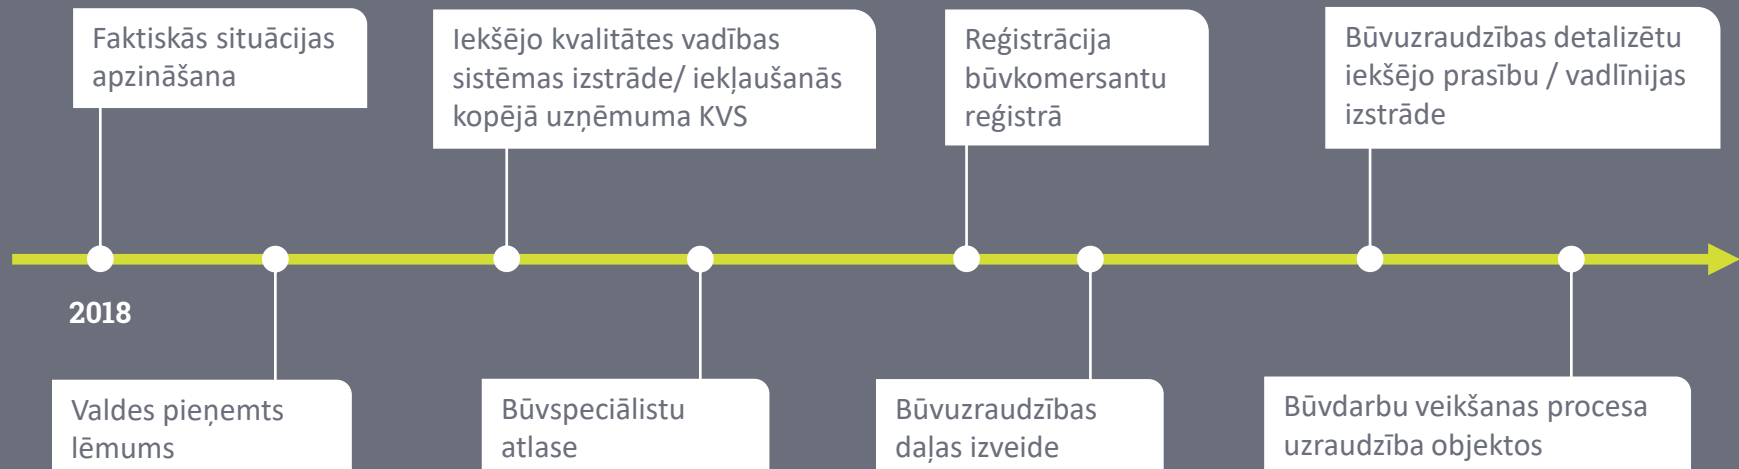 Faktiskās situācijas
apzināšana
Iekšējo kvalitātes vadības
sistēmas izstrāde/ iekļaušanās
kopējā uzņēmuma KVS
Reģistrācija
būvkomersantu
reģistrā
Būvuzraudzības detalizētu
iekšējo prasību / vadlīnijas
izstrāde
2018
Valdes pieņemts
lēmums
Būvspeciālistu
atlase
Būvuzraudzības
daļas izveide
Būvdarbu veikšanas procesa
uzraudzība objektos